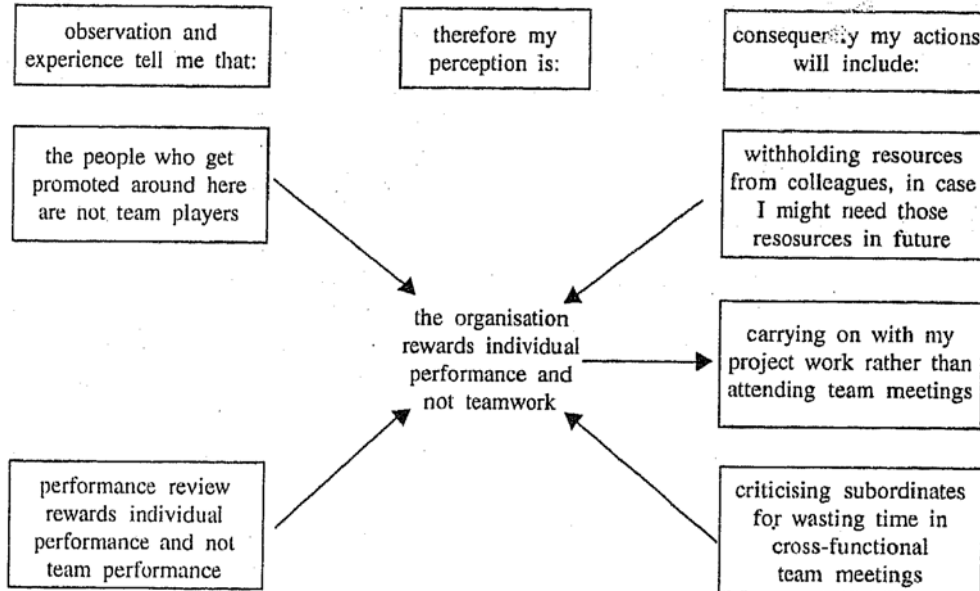 observation and
experience tell me that:
therefore my
perception is:
consequently my actions
will include:
the people who get
promoted around here
are not team players
withholding resources
from colleagues, in case
I might need those
resosurces in future
the organisation
rewards individual
performance and
not teamwork
carrying on with my
project work rather than
attending team meetings
performance review
rewards individual
performance and not
team performance
criticising subordinates
for wasting time in
cross-functional
team meetings